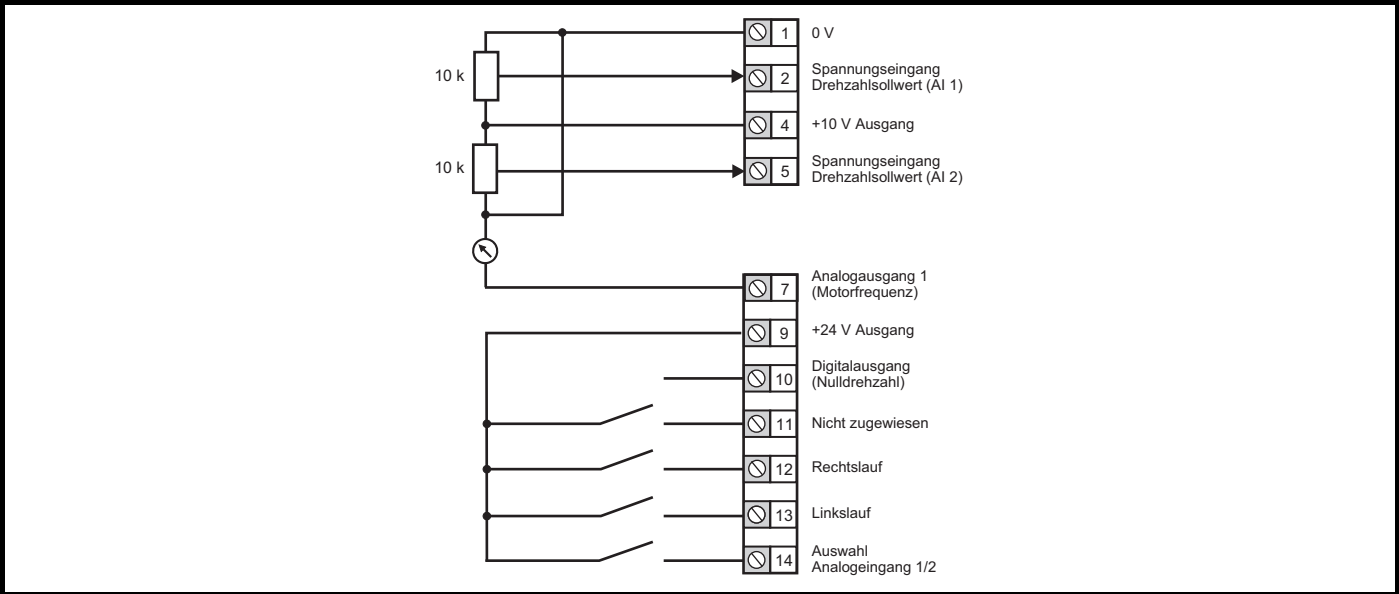 1 0 V
10 k
2 Spannungseingang
Drehzahlsollwert (AI 1)
4 +10 V Ausgang
10 k
5 Spannungseingang
Drehzahlsollwert (AI 2)
7 Analogausgang 1
(Motorfrequenz)
9 +24 V Ausgang
10 Digitalausgang
(Nulldrehzahl)
11 Nicht zugewiesen
12 Rechtslauf
13 Linkslauf
14 Auswahl
Analogeingang 1/2